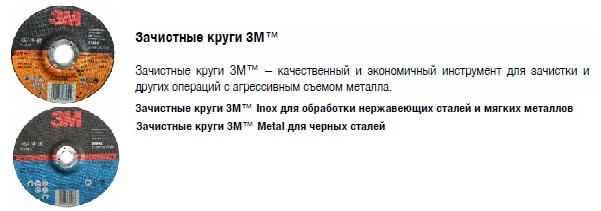 3M
Зачистные круги 3M™
Зачистные круги 3M™ – качественный и экономичный инструмент для зачистки и
других операций с агрессивным съемом металла.
Зачистные круги 3M™ Inox для обработки нержавеющих сталей и мягких металлов
3M
Зачистные круги 3M™ Metal для черных сталей